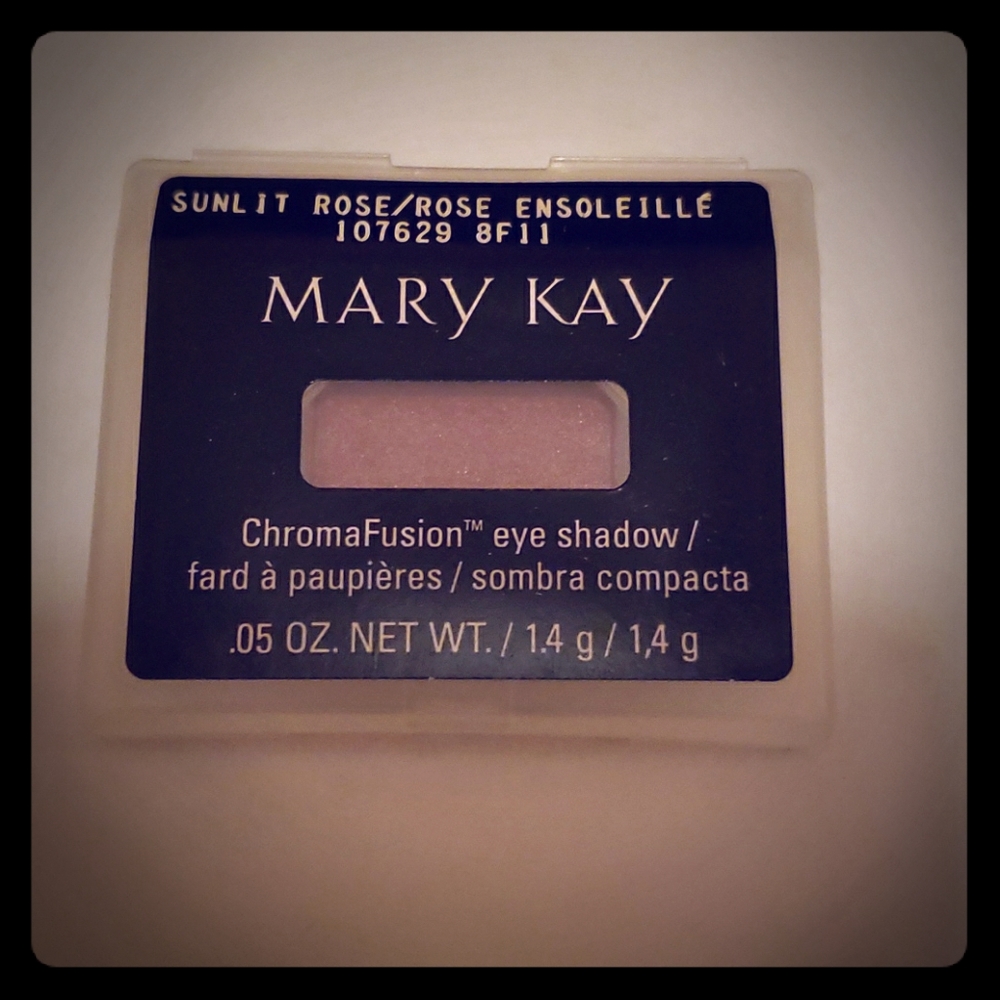 SUNLIT ROSE/ROSE ENSOLEILLÉ
107629 8F11
MARY KAY
ChromaFusion™ eye shadow /
fard à paupières / sombra compacta
.05 OZ. NET WT. / 1.4 g / 1,4 g